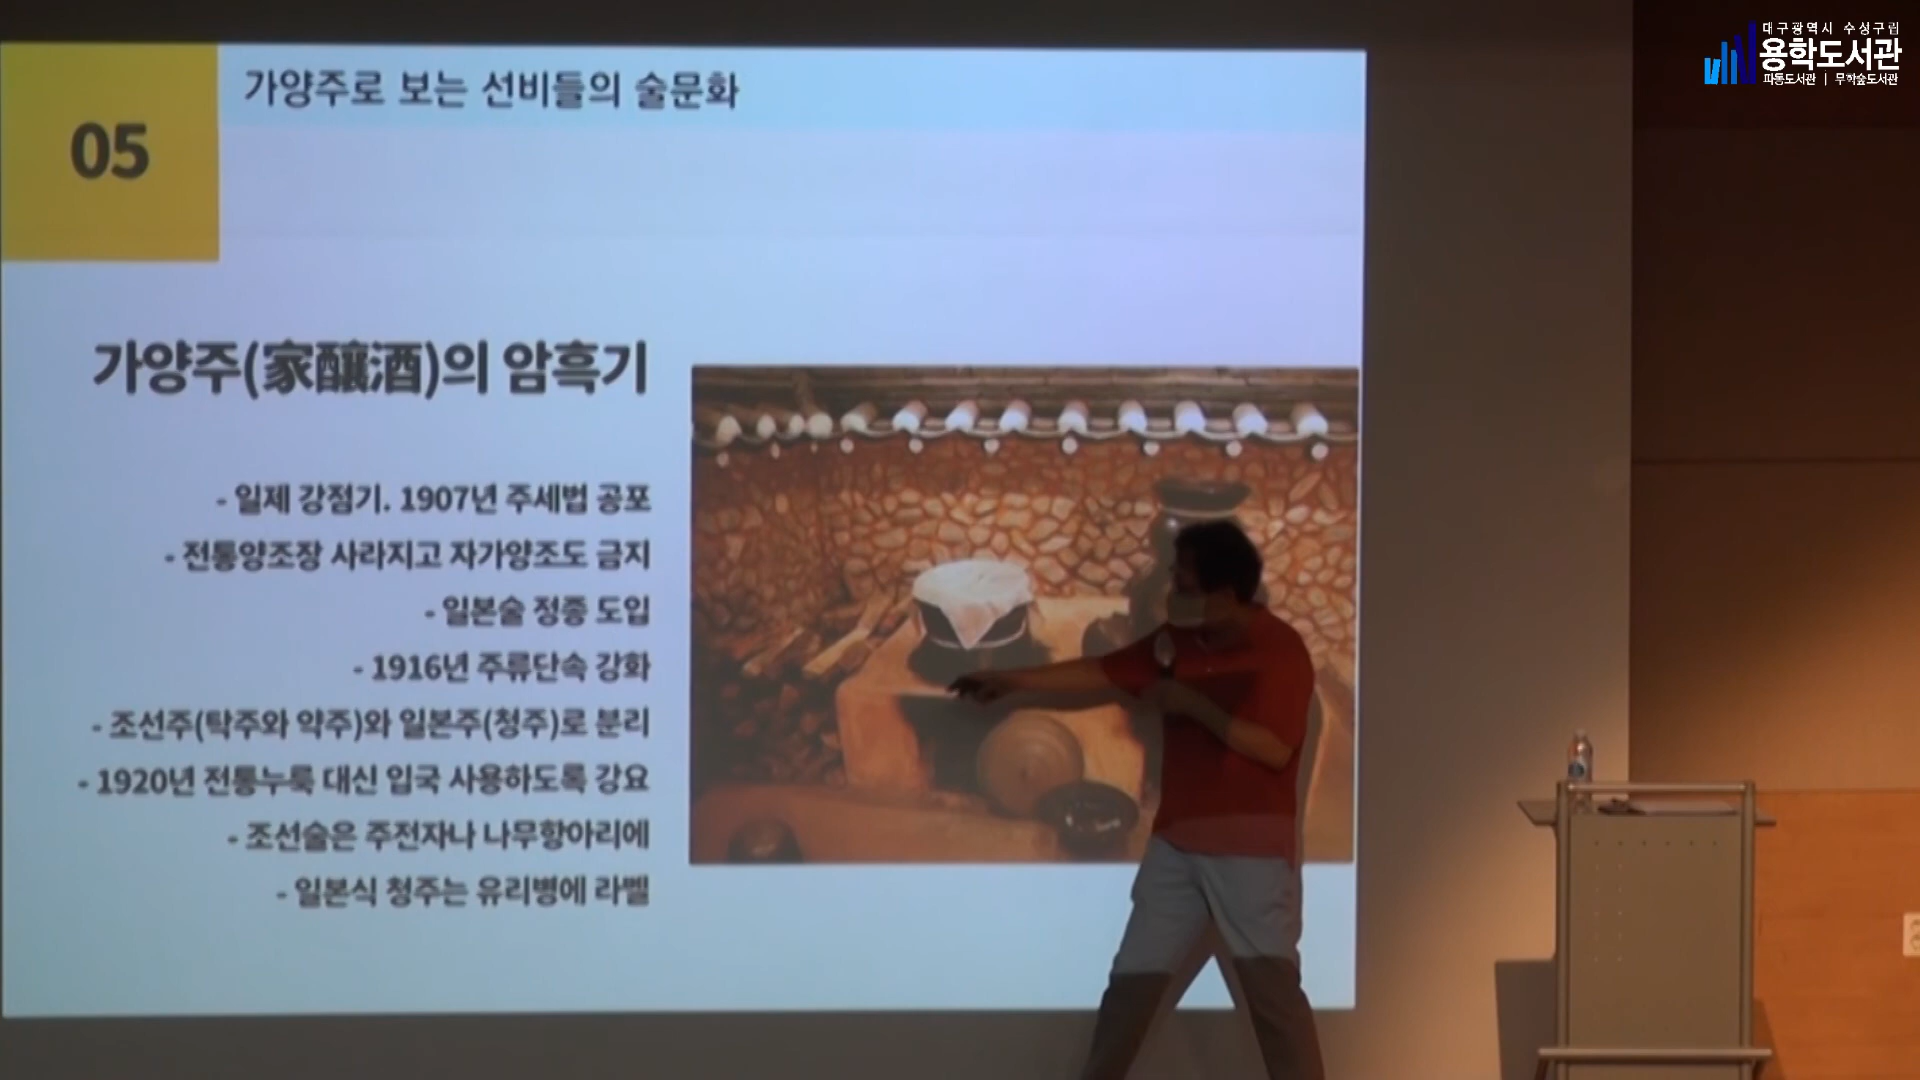 대구광역시 수성구립
용학도서관
파동도서관 | 무학숲도서관
05
가양주로 보는 선비들의 술문화
가양주(家釀酒)의 암흑기
- 일제 강점기. 1907년 주세법 공포
- 전통양조장 사라지고 자가양조도 금지
- 일본술 정종 도입
- 1916년 주류단속 강화
- 조선주(탁주와 약주)와 일본주(청주)로 분리
- 1920년 전통누룩 대신 입국 사용하도록 강요
- 조선술은 주전자나 나무항아리에
- 일본식 청주는 유리병에 라벨